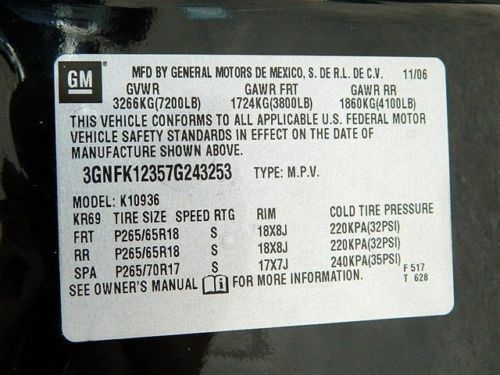 GM
MFD BY GENERAL MOTORS DE MEXICO, S. DE R.L. DE C.V. 11/06
GVWR GAWR FRT GAWR RR
3266KG(7200LB) 1724KG(3800LB) 1860KG(4100LB)
THIS VEHICLE CONFORMS TO ALL APPLICABLE U.S. FEDERAL MOTOR
VEHICLE SAFETY STANDARDS IN EFFECT ON THE DATE OF
MANUFACTURE SHOWN ABOVE.
3GNFK12357G243253 TYPE: M.P.V.
MODEL: K10936
KR69 TIRE SIZE SPEED RTG RIM COLD TIRE PRESSURE
FRT P265/65R18 S 18X8J 220KPA(32PSI)
RR P265/65R18 S 18X8J 220KPA(32PSI)
SPA P265/70R17 S 17X7J 240KPA(35PSI)
SEE OWNER'S MANUAL FOR MORE INFORMATION.
F 517
T 628